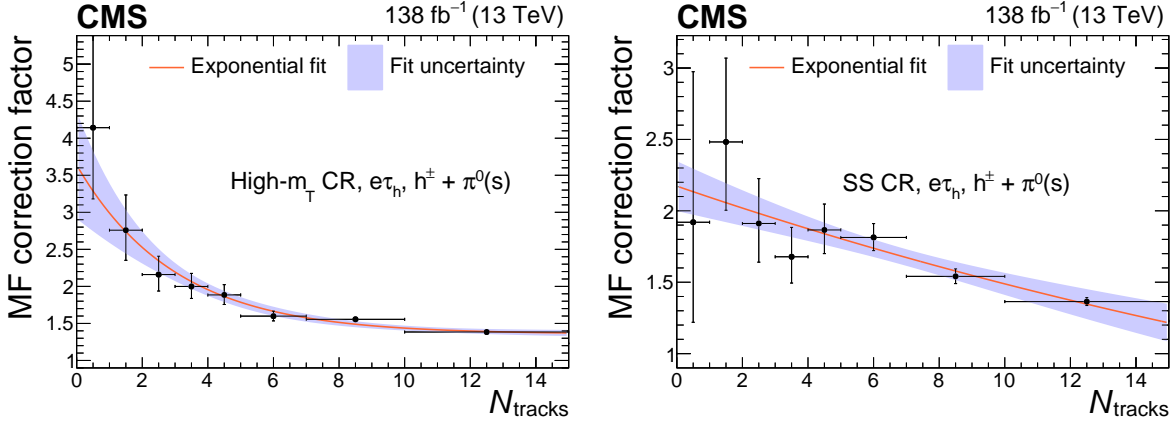 CMS 138 fb⁻¹ (13 TeV)
MF correction factor
Exponential fit Fit uncertainty
High-m_T CR, eτ_h, h^± + π⁰(s)
5
4.5
4
3.5
3
2.5
2
1.5
1
0 2 4 6 8 10 12 14
N_tracks
CMS 138 fb⁻¹ (13 TeV)
MF correction factor
Exponential fit Fit uncertainty
SS CR, eτ_h, h^± + π⁰(s)
3
2.5
2
1.5
1
0 2 4 6 8 10 12 14
N_tracks